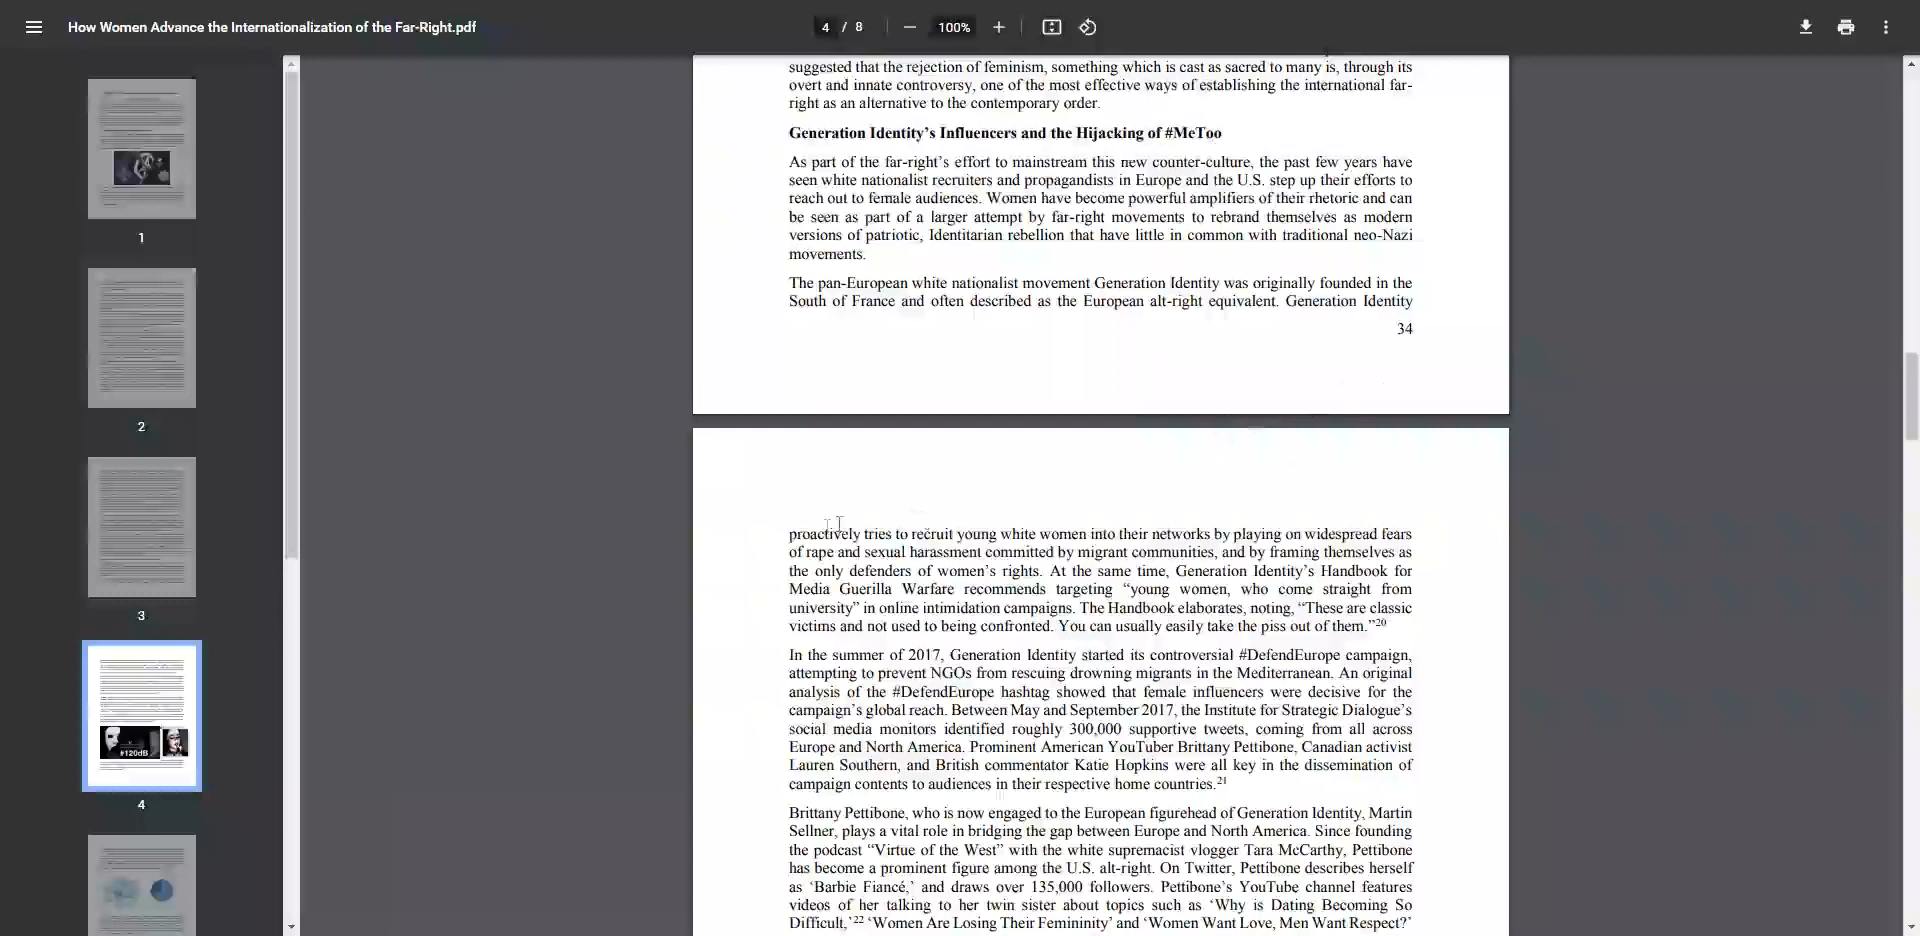 How Women Advance the Internationalization of the Far-Right.pdf
4 / 8
100%
suggested that the rejection of feminism, something which is cast as sacred to many is, through its
overt and innate controversy, one of the most effective ways of establishing the international far-
right as an alternative to the contemporary order.
Generation Identity’s Influencers and the Hijacking of #MeToo
As part of the far-right’s effort to mainstream this new counter-culture, the past few years have
seen white nationalist recruiters and propagandists in Europe and the U.S. step up their efforts to
reach out to female audiences. Women have become powerful amplifiers of their rhetoric and can
be seen as part of a larger attempt by far-right movements to rebrand themselves as modern
versions of patriotic, Identitarian rebellion that have little in common with traditional neo-Nazi
movements.
The pan-European white nationalist movement Generation Identity was originally founded in the
South of France and often described as the European alt-right equivalent. Generation Identity
34
proactively tries to recruit young white women into their networks by playing on widespread fears
of rape and sexual harassment committed by migrant communities, and by framing themselves as
the only defenders of women’s rights. At the same time, Generation Identity’s Handbook for
Media Guerilla Warfare recommends targeting “young women, who come straight from
university” in online intimidation campaigns. The Handbook elaborates, noting, “These are classic
victims and not used to being confronted. You can usually easily take the piss out of them.”20
In the summer of 2017, Generation Identity started its controversial #DefendEurope campaign,
attempting to prevent NGOs from rescuing drowning migrants in the Mediterranean. An original
analysis of the #DefendEurope hashtag showed that female influencers were decisive for the
campaign’s global reach. Between May and September 2017, the Institute for Strategic Dialogue’s
social media monitors identified roughly 300,000 supportive tweets, coming from all across
Europe and North America. Prominent American YouTuber Brittany Pettibone, Canadian activist
Lauren Southern, and British commentator Katie Hopkins were all key in the dissemination of
campaign contents to audiences in their respective home countries.21
Brittany Pettibone, who is now engaged to the European figurehead of Generation Identity, Martin
Sellner, plays a vital role in bridging the gap between Europe and North America. Since founding
the podcast “Virtue of the West” with the white supremacist vlogger Tara McCarthy, Pettibone
has become a prominent figure among the U.S. alt-right. On Twitter, Pettibone describes herself
as ‘Barbie Fiancé,’ and draws over 135,000 followers. Pettibone’s YouTube channel features
videos of her talking to her twin sister about topics such as ‘Why is Dating Becoming So
Difficult,’22 ‘Women Are Losing Their Femininity’ and ‘Women Want Love, Men Want Respect?’
1
2
3
#120dB
4